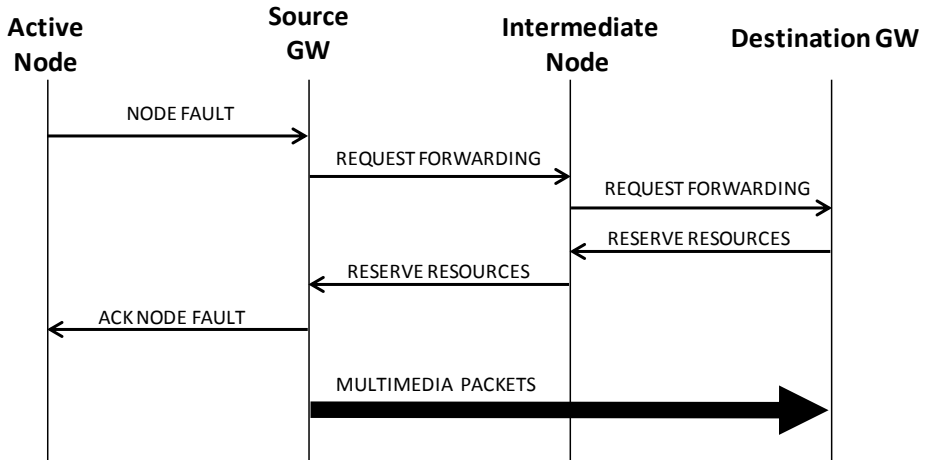 Active
Node
Source
GW
Intermediate
Node
Destination GW
NODE FAULT
REQUEST FORWARDING
REQUEST FORWARDING
RESERVE RESOURCES
RESERVE RESOURCES
ACK NODE FAULT
MULTIMEDIA PACKETS